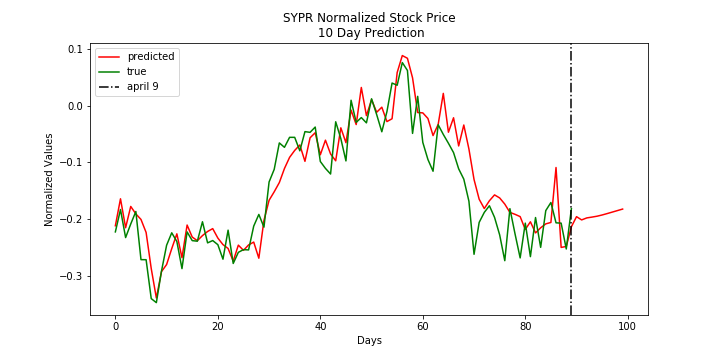 SYPR Normalized Stock Price
10 Day Prediction
predicted
true
april 9
Normalized Values
0.1
0.0
−0.1
−0.2
−0.3
0 20 40 60 80 100
Days